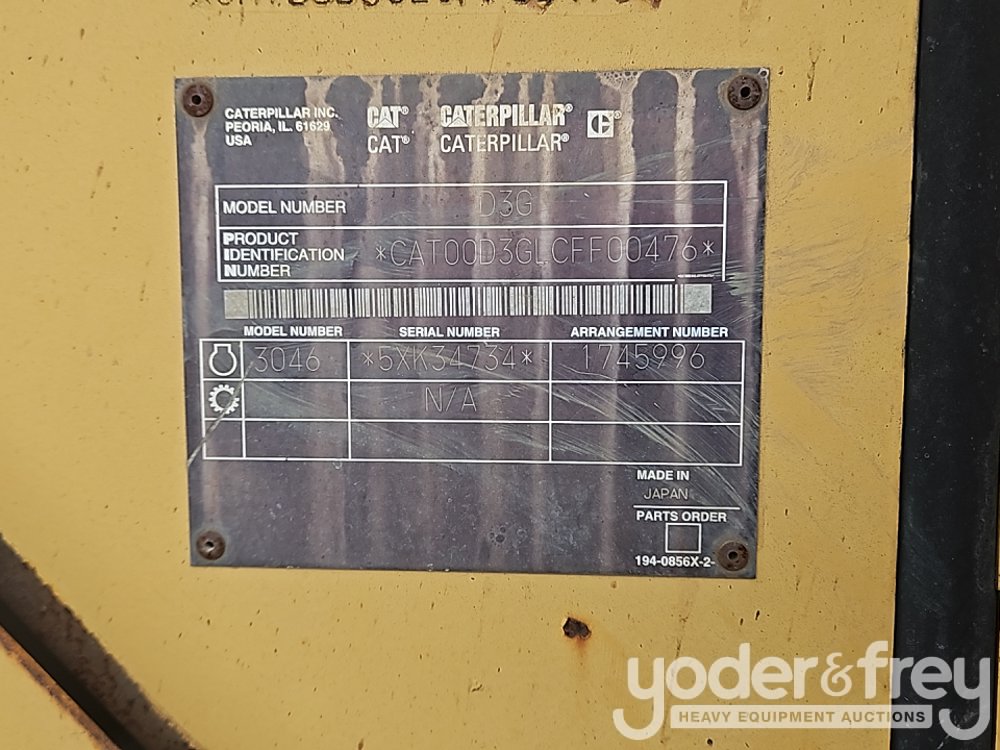 CATERPILLAR INC.
PEORIA, IL. 61629
USA
CAT® CATERPILLAR®
CAT® CATERPILLAR®
MODEL NUMBER D3G
PRODUCT IDENTIFICATION NUMBER *CAT00D3GLCFF00476*
MODEL NUMBER SERIAL NUMBER ARRANGEMENT NUMBER
3046 *5XK34734* 1745996
N/A
MADE IN
JAPAN
PARTS ORDER
194-0856X-2-
yoder&frey
HEAVY EQUIPMENT AUCTIONS